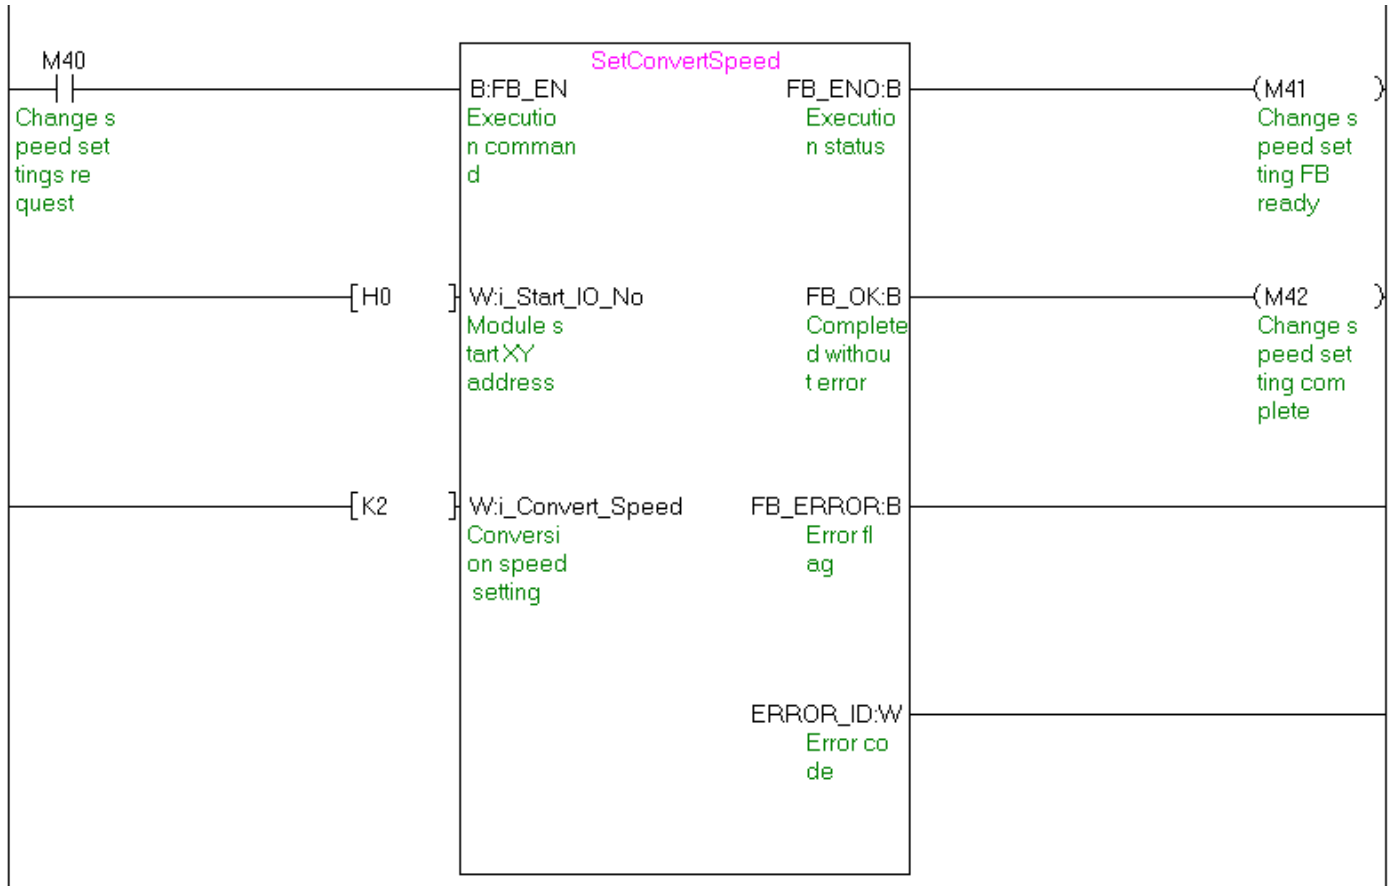 M40
SetConvertSpeed
B:FB_EN
FB_ENO:B
(M41 )
Change s
peed set
tings re
quest
Executio
n comman
d
Executio
n status
Change s
peed set
ting FB
ready
[H0 ]
W:i_Start_IO_No
FB_OK:B
(M42 )
Module s
tart XY
address
Complete
d withou
t error
Change s
peed set
ting com
plete
[K2 ]
W:i_Convert_Speed
FB_ERROR:B
Conversi
on speed
setting
Error fl
ag
ERROR_ID:W
Error co
de